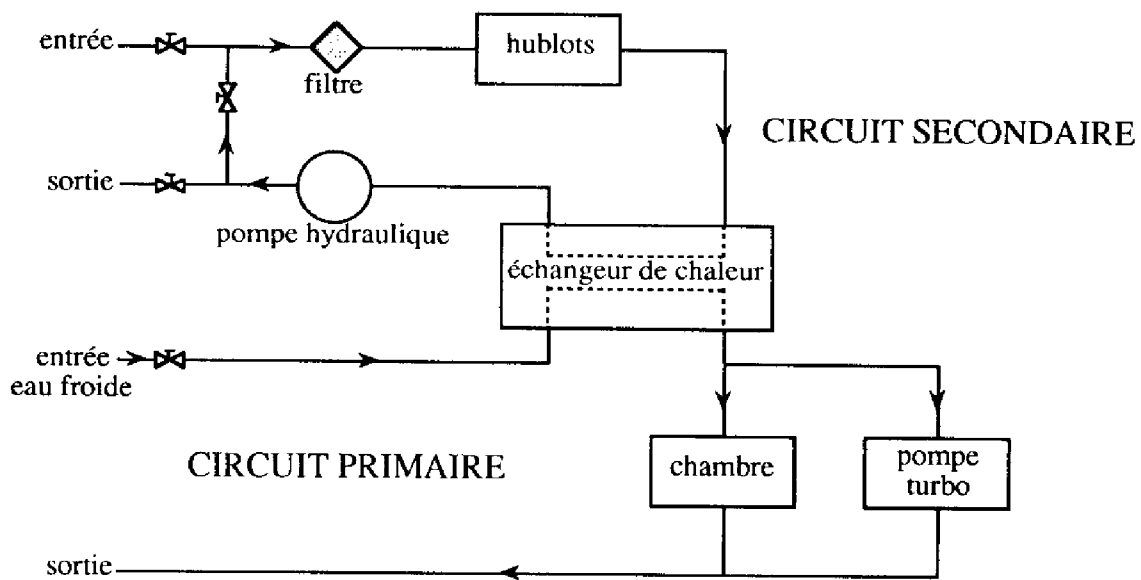 entrée
hublots
filtre
CIRCUIT SECONDAIRE
sortie
pompe hydraulique
échangeur de chaleur
entrée
eau froide
CIRCUIT PRIMAIRE
chambre
pompe
turbo
sortie